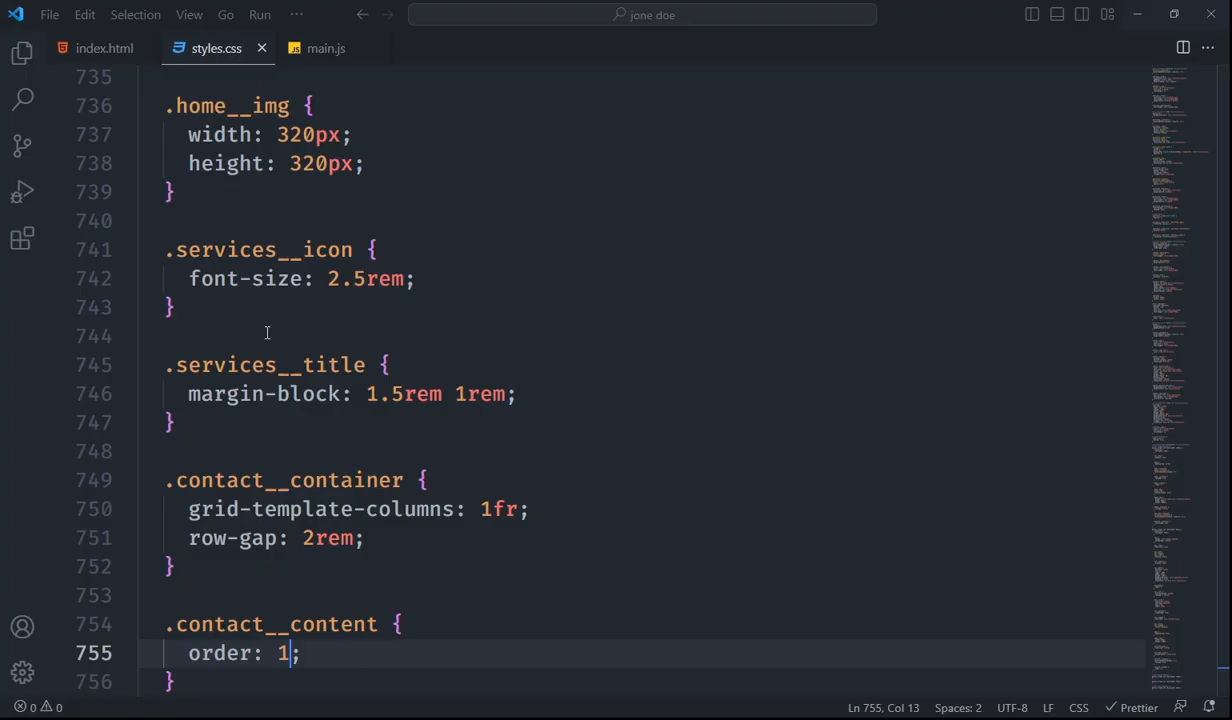 File Edit Selection View Go Run ··· jone doe
index.html styles.css JS main.js
735
736 .home__img {
737 width: 320px;
738 height: 320px;
739 }
740
741 .services__icon {
742 font-size: 2.5rem;
743 }
744
745 .services__title {
746 margin-block: 1.5rem 1rem;
747 }
748
749 .contact__container {
750 grid-template-columns: 1fr;
751 row-gap: 2rem;
752 }
753
754 .contact__content {
755 order: 1;
756 }
0 0 Ln 755, Col 13 Spaces: 2 UTF-8 LF CSS Prettier